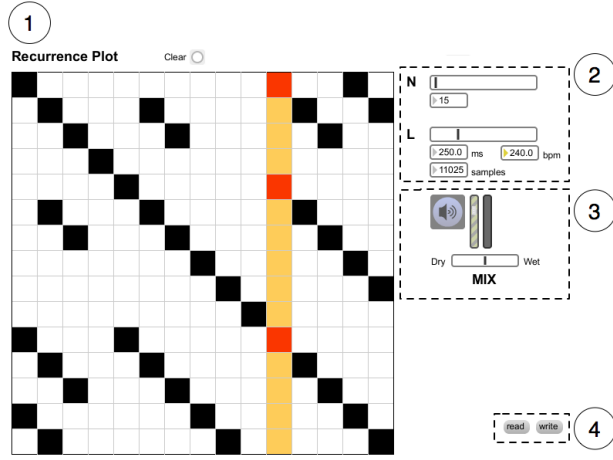 1
Recurrence Plot
Clear
2
N
15
L
250.0 ms
240.0 bpm
11025 samples
3
Dry
Wet
MIX
read
write
4